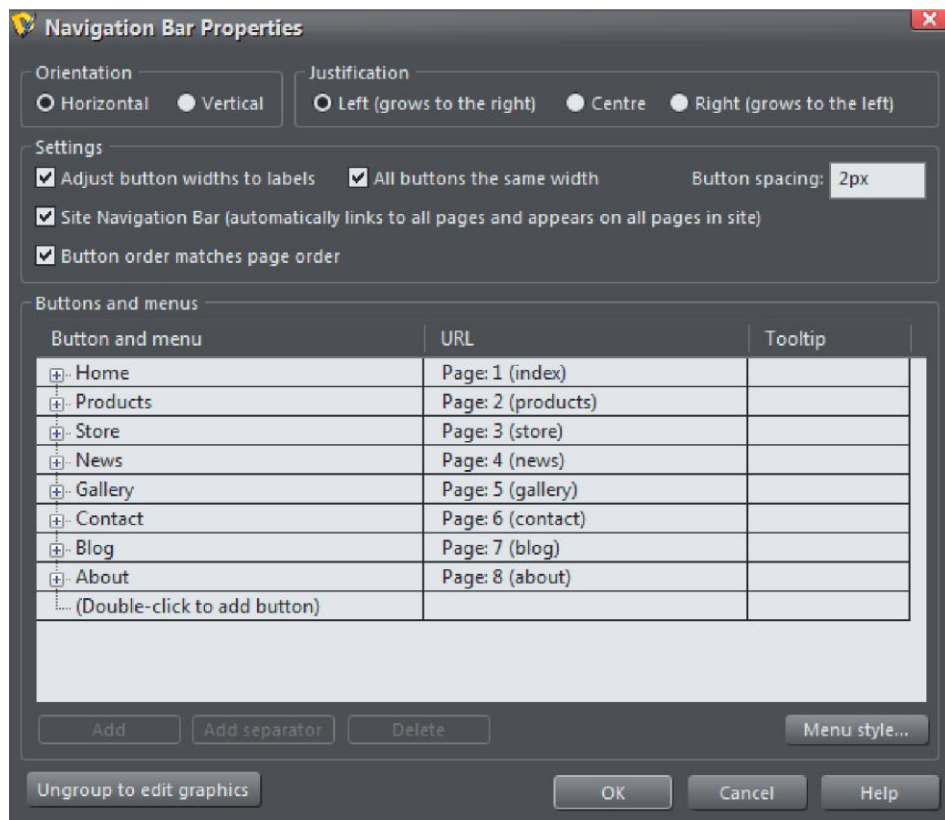 Navigation Bar Properties
Orientation
Justification
Horizontal Vertical
Left (grows to the right) Centre Right (grows to the left)
Settings
Adjust button widths to labels All buttons the same width Button spacing: 2px
Site Navigation Bar (automatically links to all pages and appears on all pages in site)
Button order matches page order
Buttons and menus
Button and menu URL Tooltip
Home Page: 1 (index)
Products Page: 2 (products)
Store Page: 3 (store)
News Page: 4 (news)
Gallery Page: 5 (gallery)
Contact Page: 6 (contact)
Blog Page: 7 (blog)
About Page: 8 (about)
(Double-click to add button)
Add Add separator Delete Menu style...
Ungroup to edit graphics OK Cancel Help